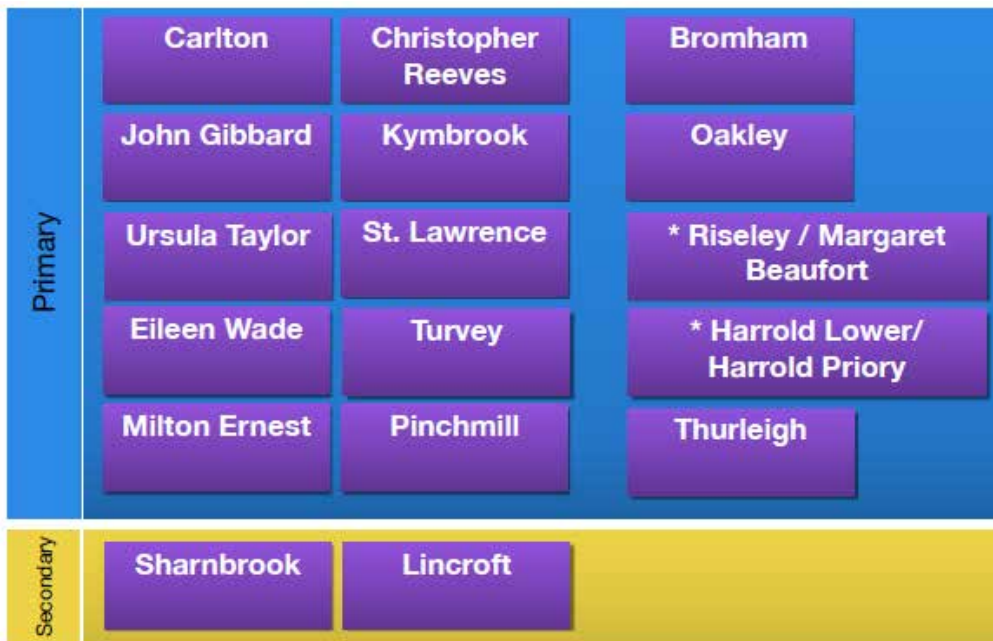 Primary
Carlton
Christopher
Reeves
Bromham
John Gibbard
Kymbrook
Oakley
Ursula Taylor
St. Lawrence
* Riseley / Margaret
Beaufort
Eileen Wade
Turvey
* Harrold Lower/
Harrold Priory
Milton Ernest
Pinchmill
Thurleigh
Secondary
Sharnbrook
Lincroft